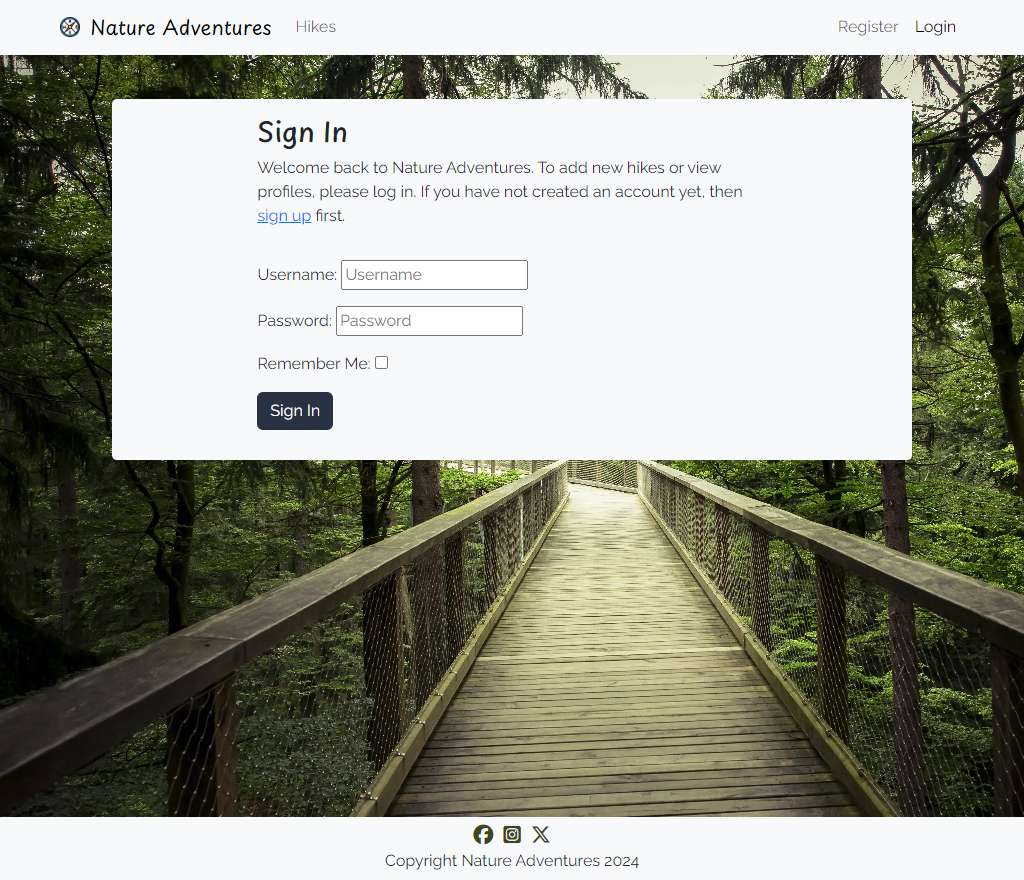 Nature Adventures Hikes Register Login
Sign In
Welcome back to Nature Adventures. To add new hikes or view
profiles, please log in. If you have not created an account yet, then
sign up first.
Username: Username
Password: Password
Remember Me:
Sign In
Copyright Nature Adventures 2024